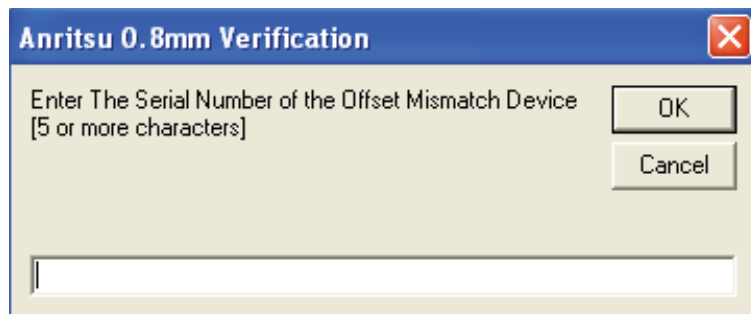 Anritsu 0.8mm Verification
Enter The Serial Number of the Offset Mismatch Device
[5 or more characters]
OK
Cancel